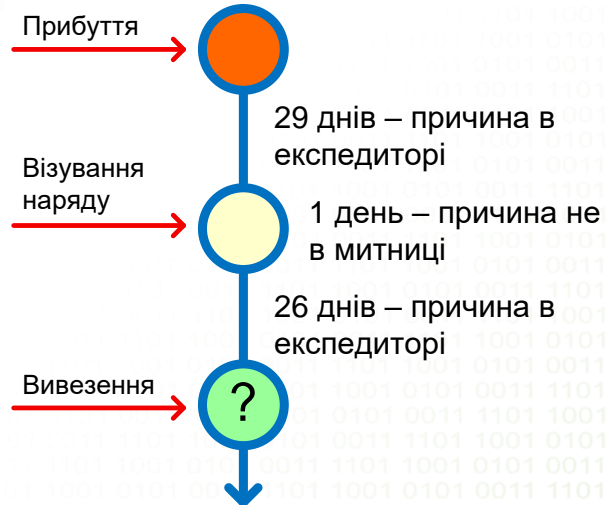 Прибуття
29 днів – причина в
експедиторі
Візування
наряду
1 день – причина не
в митниці
26 днів – причина в
експедиторі
Вивезення
?